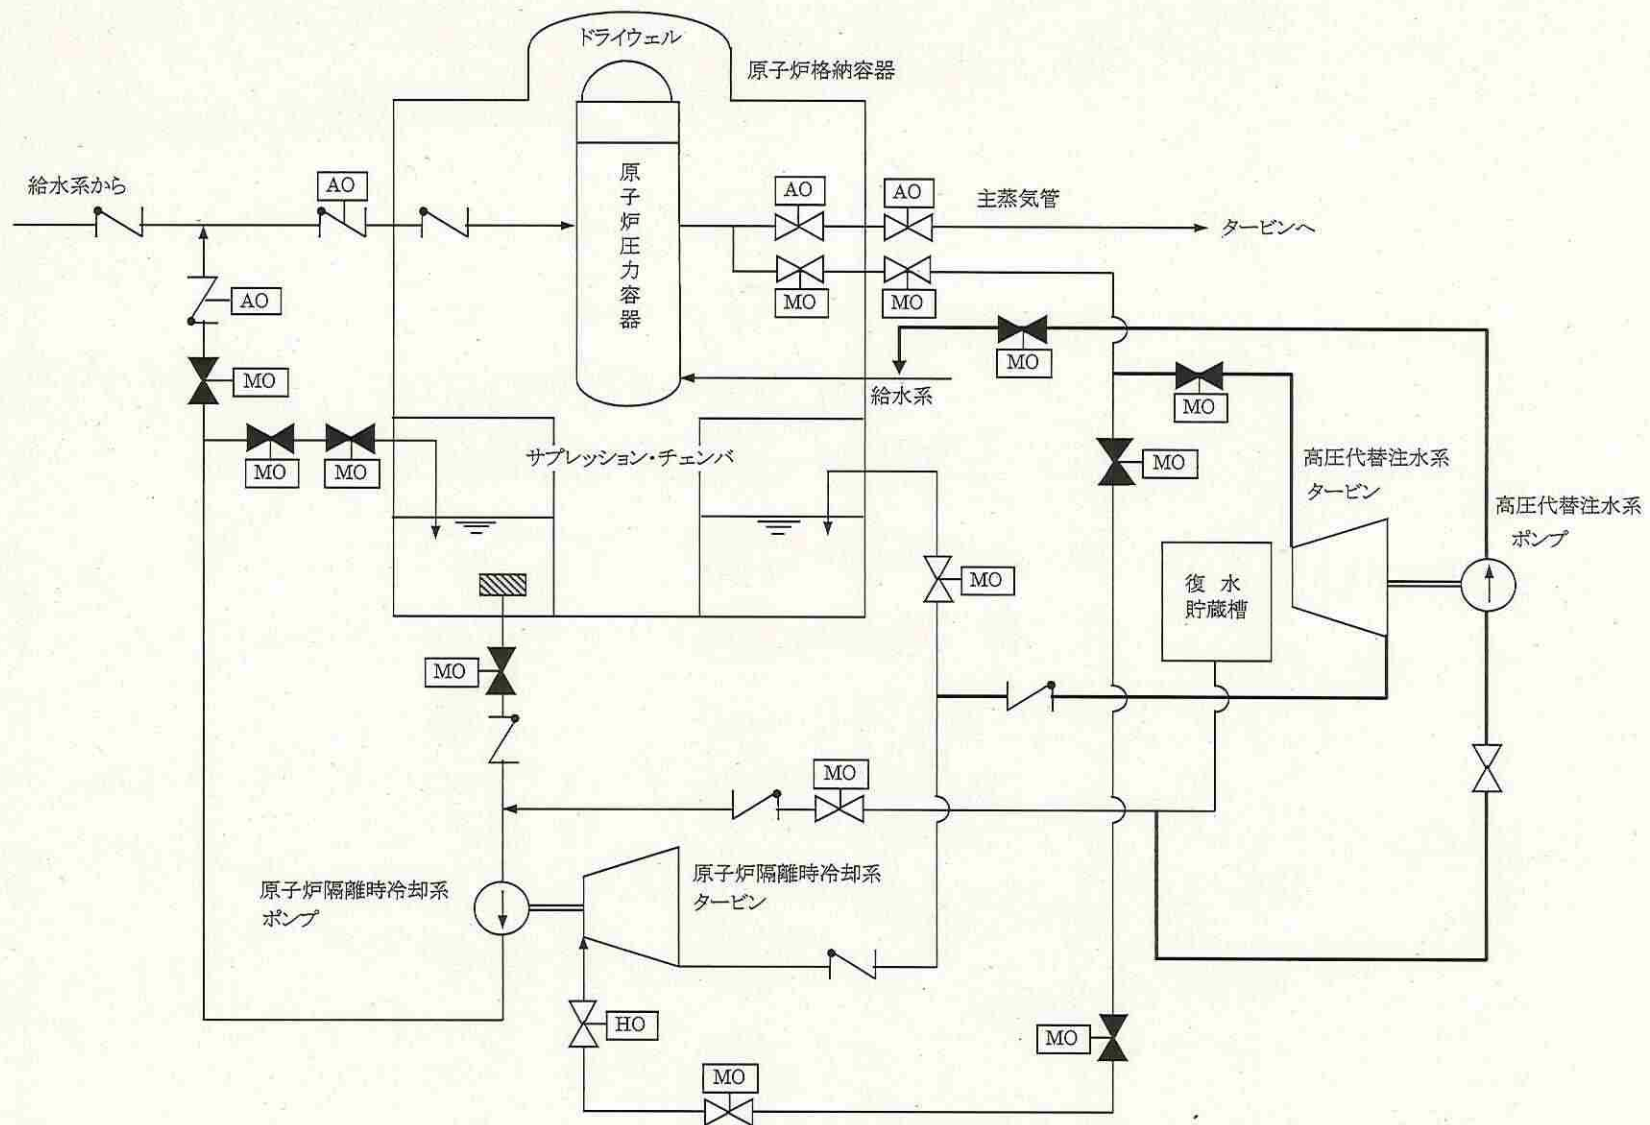 ドライウェル
原子炉格納容器
原子炉圧力容器
給水系から
AO
AO
AO
主蒸気管
タービンへ
MO
MO
AO
MO
MO
給水系
MO
MO
MO
MO
サプレッション・チェンバ
高圧代替注水系
タービン
高圧代替注水系
ポンプ
復水
貯蔵槽
MO
MO
MO
原子炉隔離時冷却系
ポンプ
原子炉隔離時冷却系
タービン
HO
MO
MO